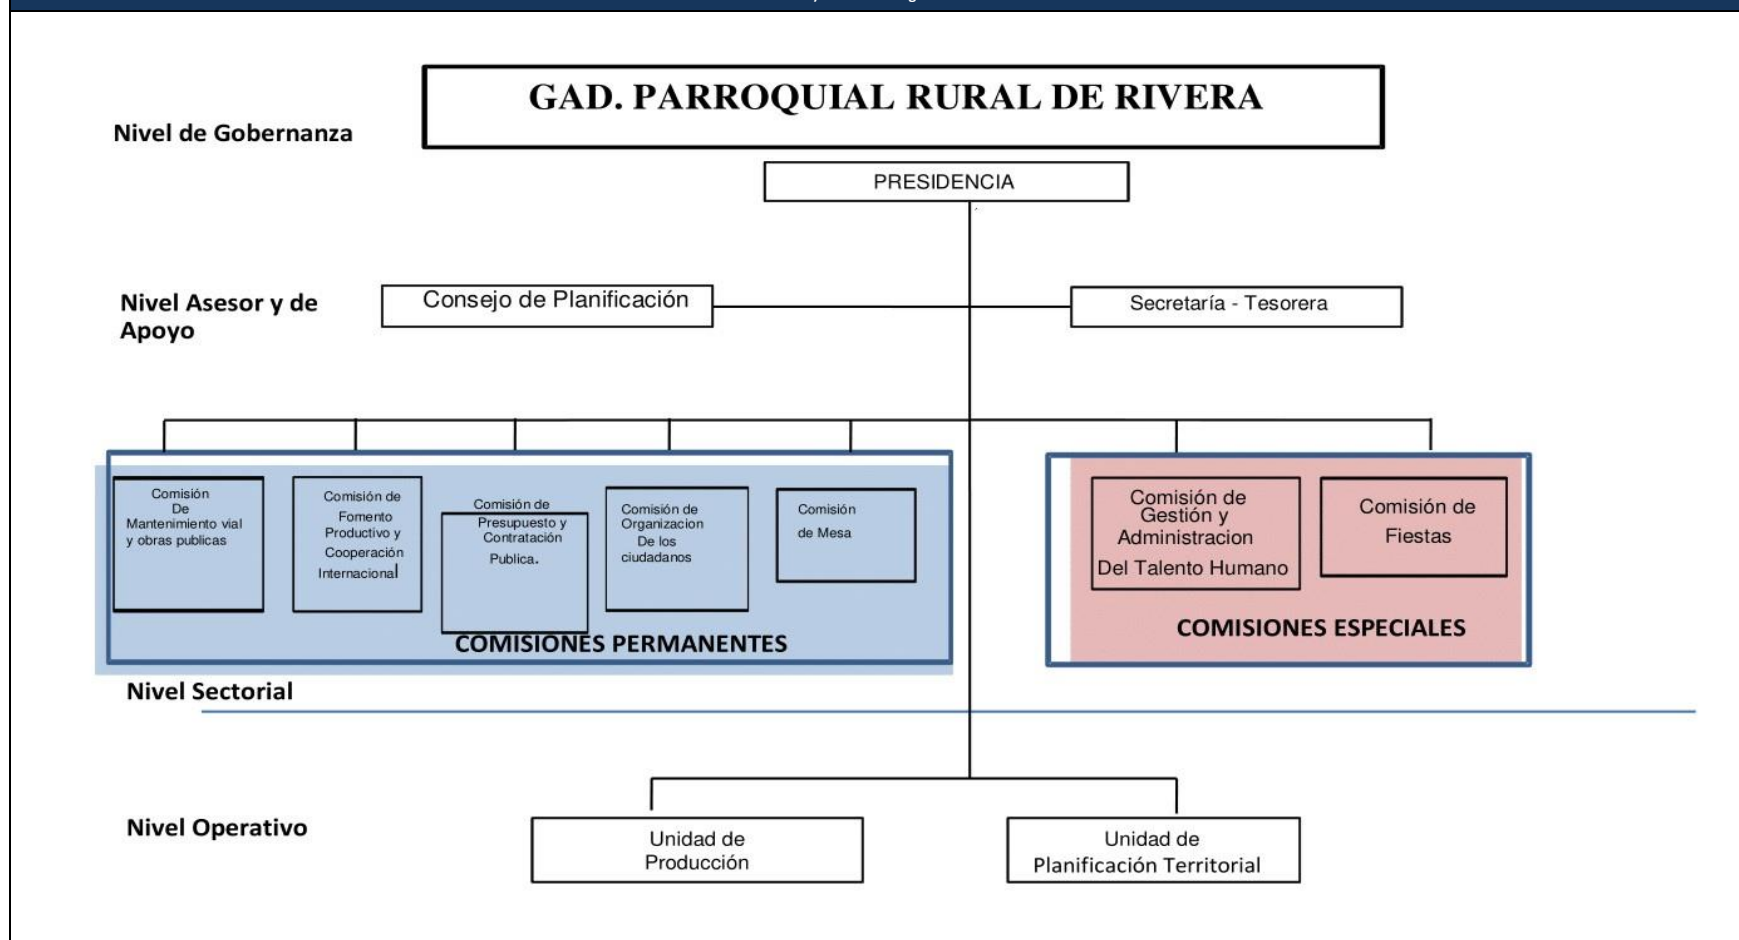 GAD. PARROQUIAL RURAL DE RIVERA
Nivel de Gobernanza
PRESIDENCIA
Nivel Asesor y de
Apoyo
Consejo de Planificación
Secretaría - Tesorera
Comisión
De
Mantenimiento vial
y obras publicas
Comisión de
Fomento
Productivo y
Cooperación
Internacional
Comisión de
Presupuesto y
Contratación
Publica.
Comisión de
Organizacion
De los
ciudadanos
Comisión
de Mesa
COMISIONES PERMANENTES
Comisión de
Gestión y
Administracion
Del Talento Humano
Comisión de
Fiestas
COMISIONES ESPECIALES
Nivel Sectorial
Nivel Operativo
Unidad de
Producción
Unidad de
Planificación Territorial